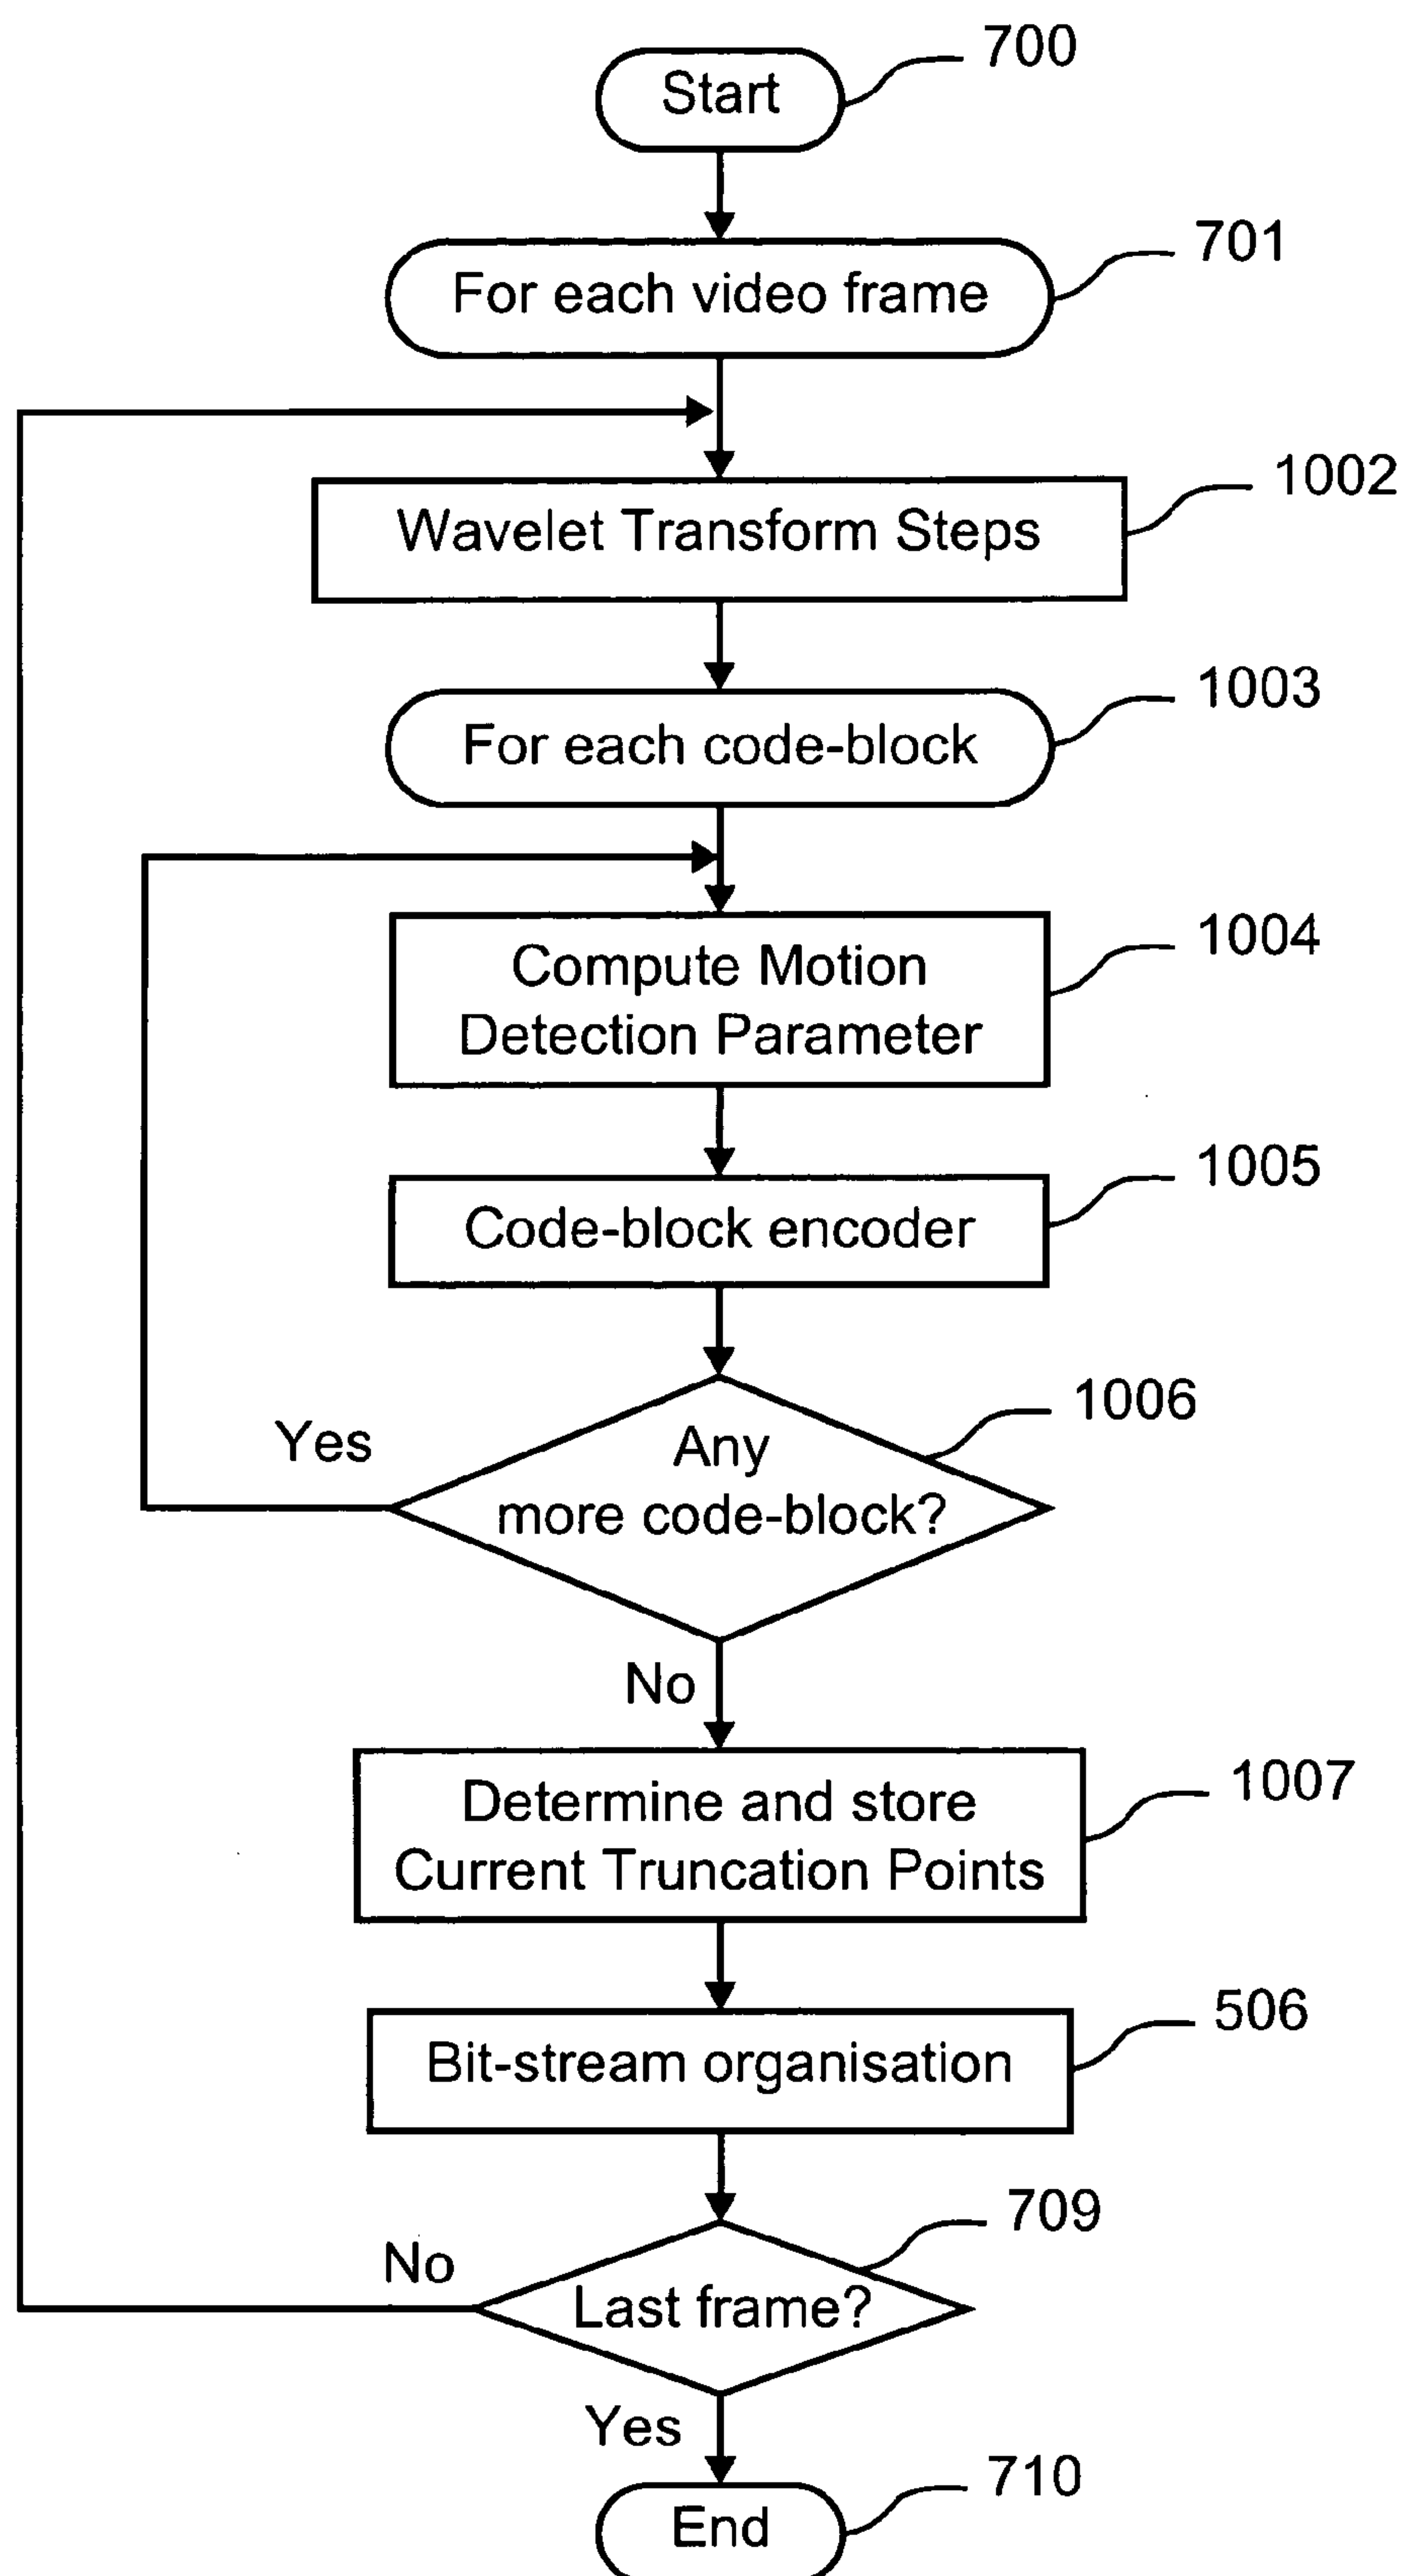 Start
700
For each video frame
701
Wavelet Transform Steps
1002
For each code-block
1003
Compute Motion
Detection Parameter
1004
Code-block encoder
1005
Any
more code-block?
1006
Yes
No
Determine and store
Current Truncation Points
1007
Bit-stream organisation
506
Last frame?
709
No
Yes
End
710